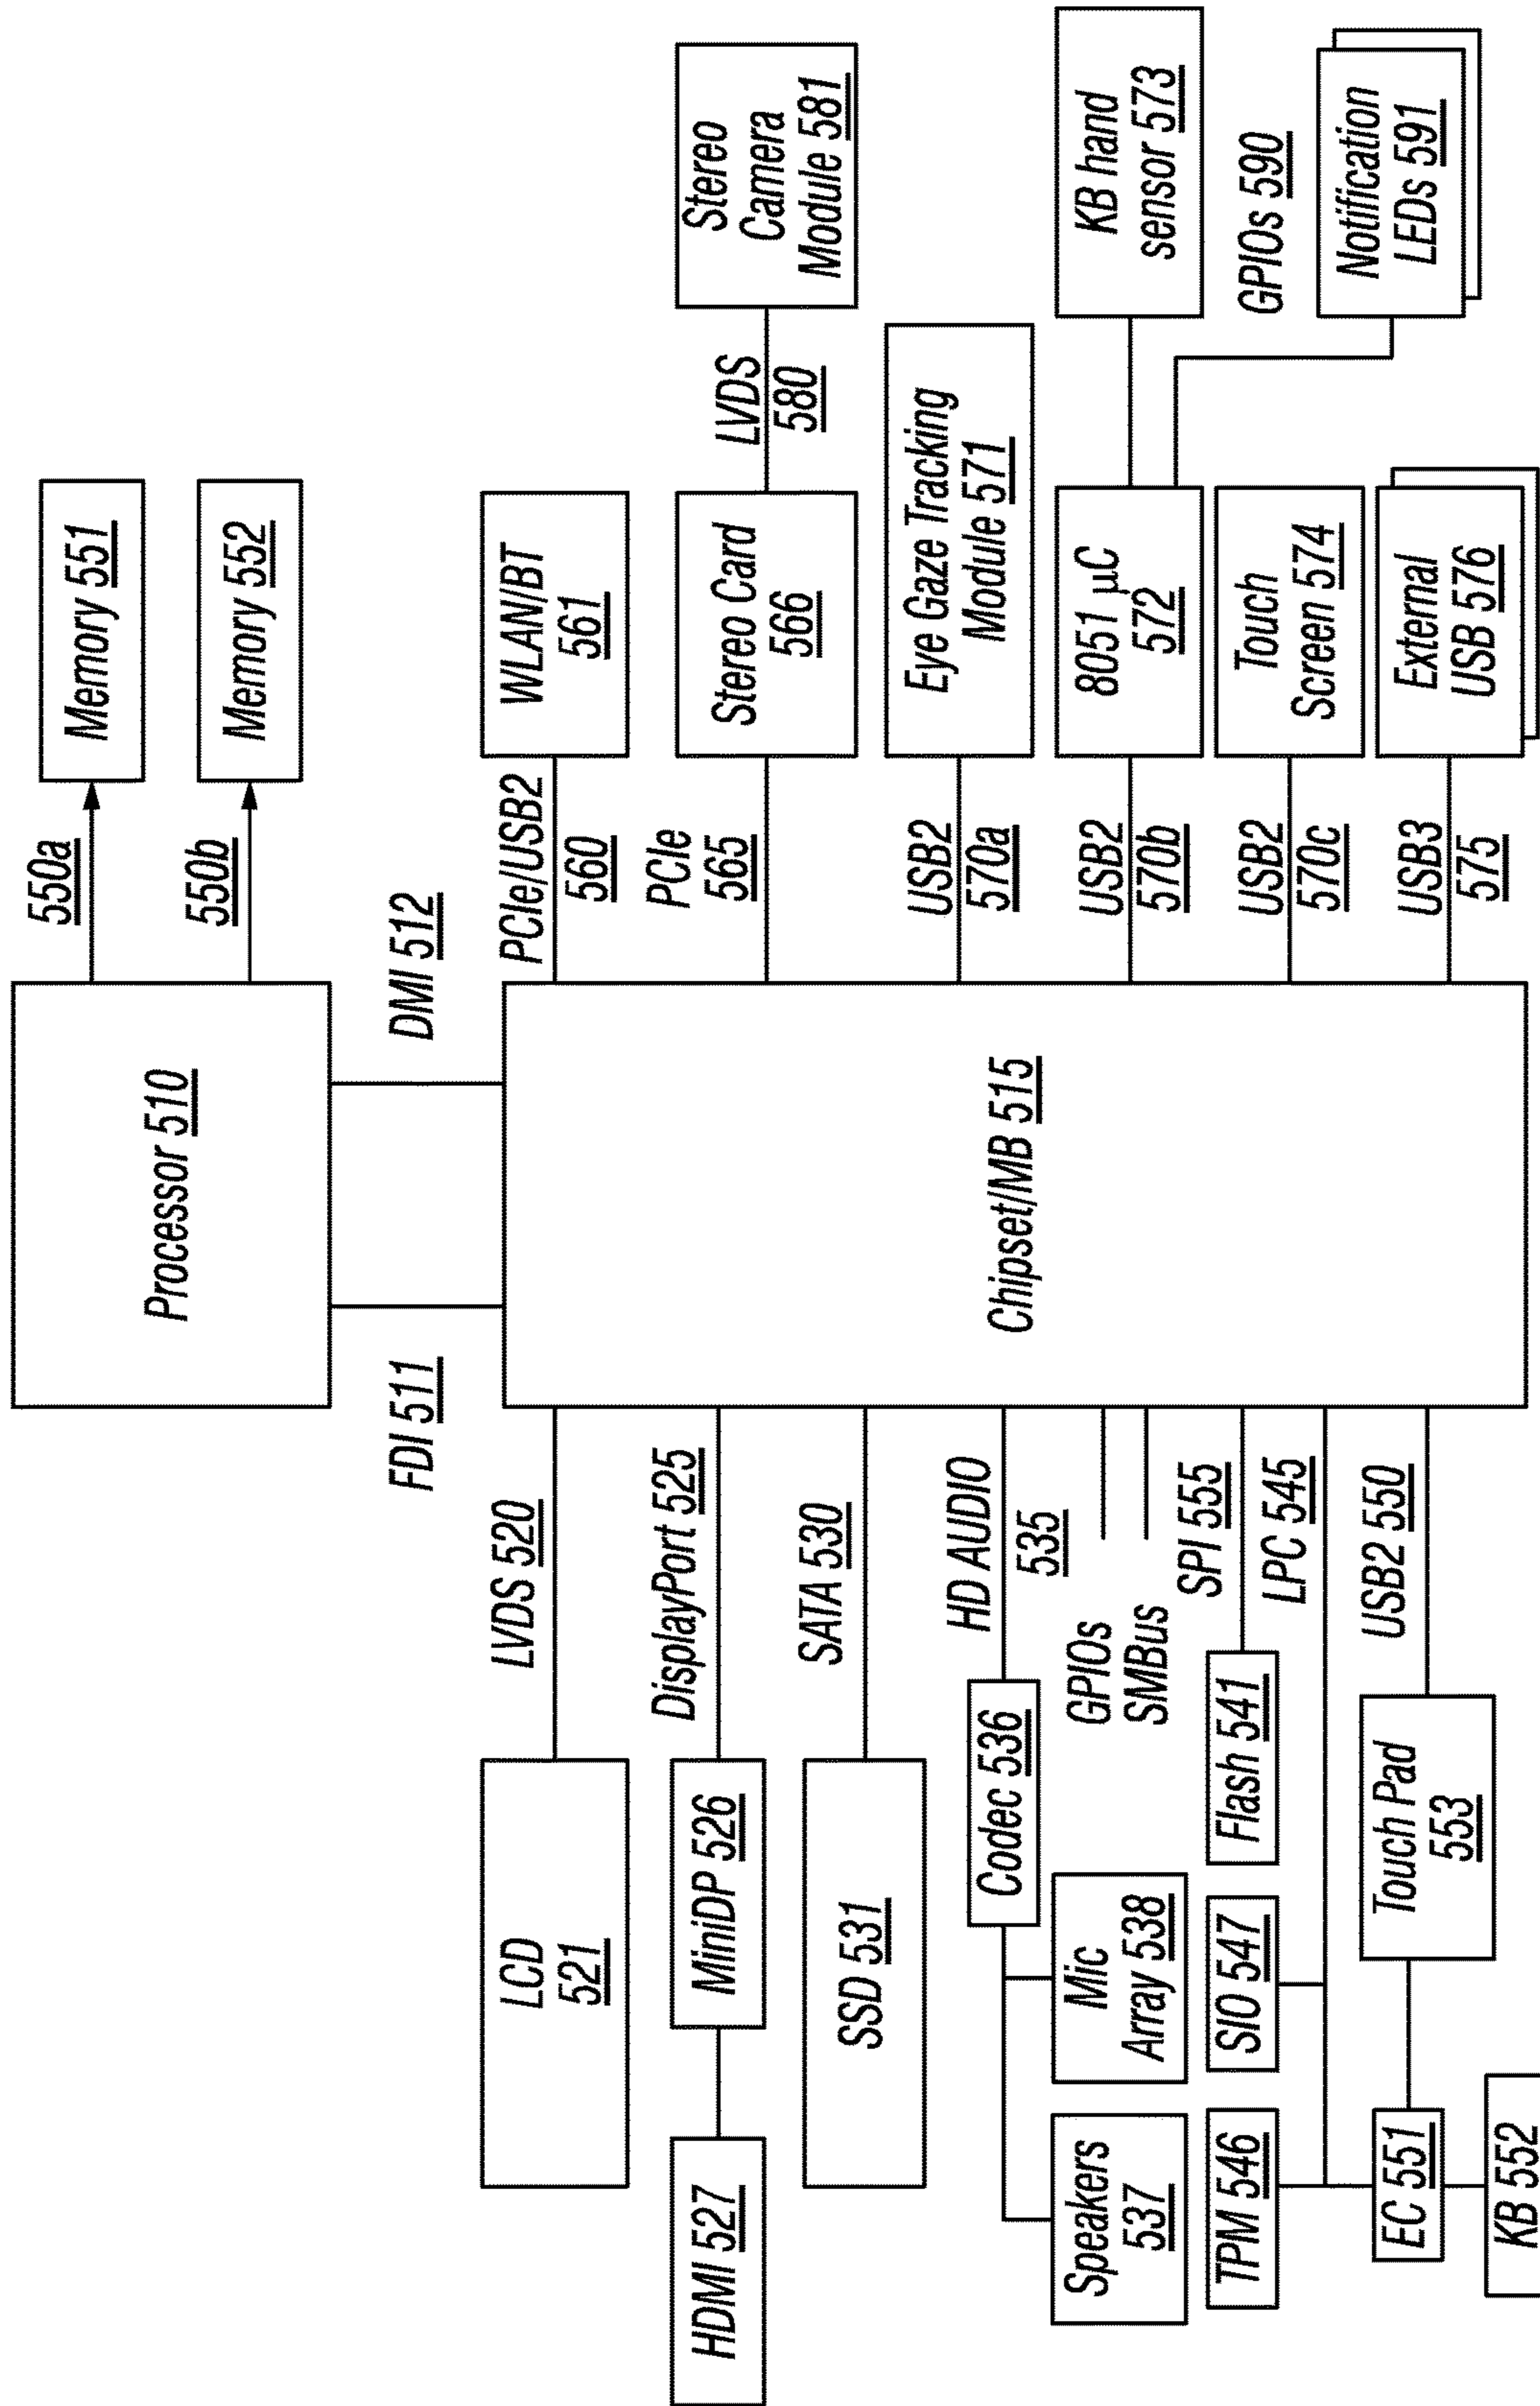 Processor 510
550a
Memory 551
550b
Memory 552
FDI 511
DMI 512
Chipset/MB 515
LVDS 520
LCD
521
DisplayPort 525
MiniDP 526
HDMI 527
SATA 530
SSD 531
HD AUDIO
535
Codec 536
Mic
Array 538
Speakers
537
GPIOs
SMBus
SPI 555
Flash 541
LPC 545
SIO 547
TPM 546
USB2 550
Touch Pad
553
EC 551
KB 552
PCIe/USB2
560
WLAN/BT
561
PCIe
565
Stereo Card
566
LVDS
580
Stereo
Camera
Module 581
USB2
570a
Eye Gaze Tracking
Module 571
USB2
570b
8051 µC
572
KB hand
sensor 573
GPIOs 590
Notification
LEDs 591
USB2
570c
Touch
Screen 574
USB3
575
External
USB 576